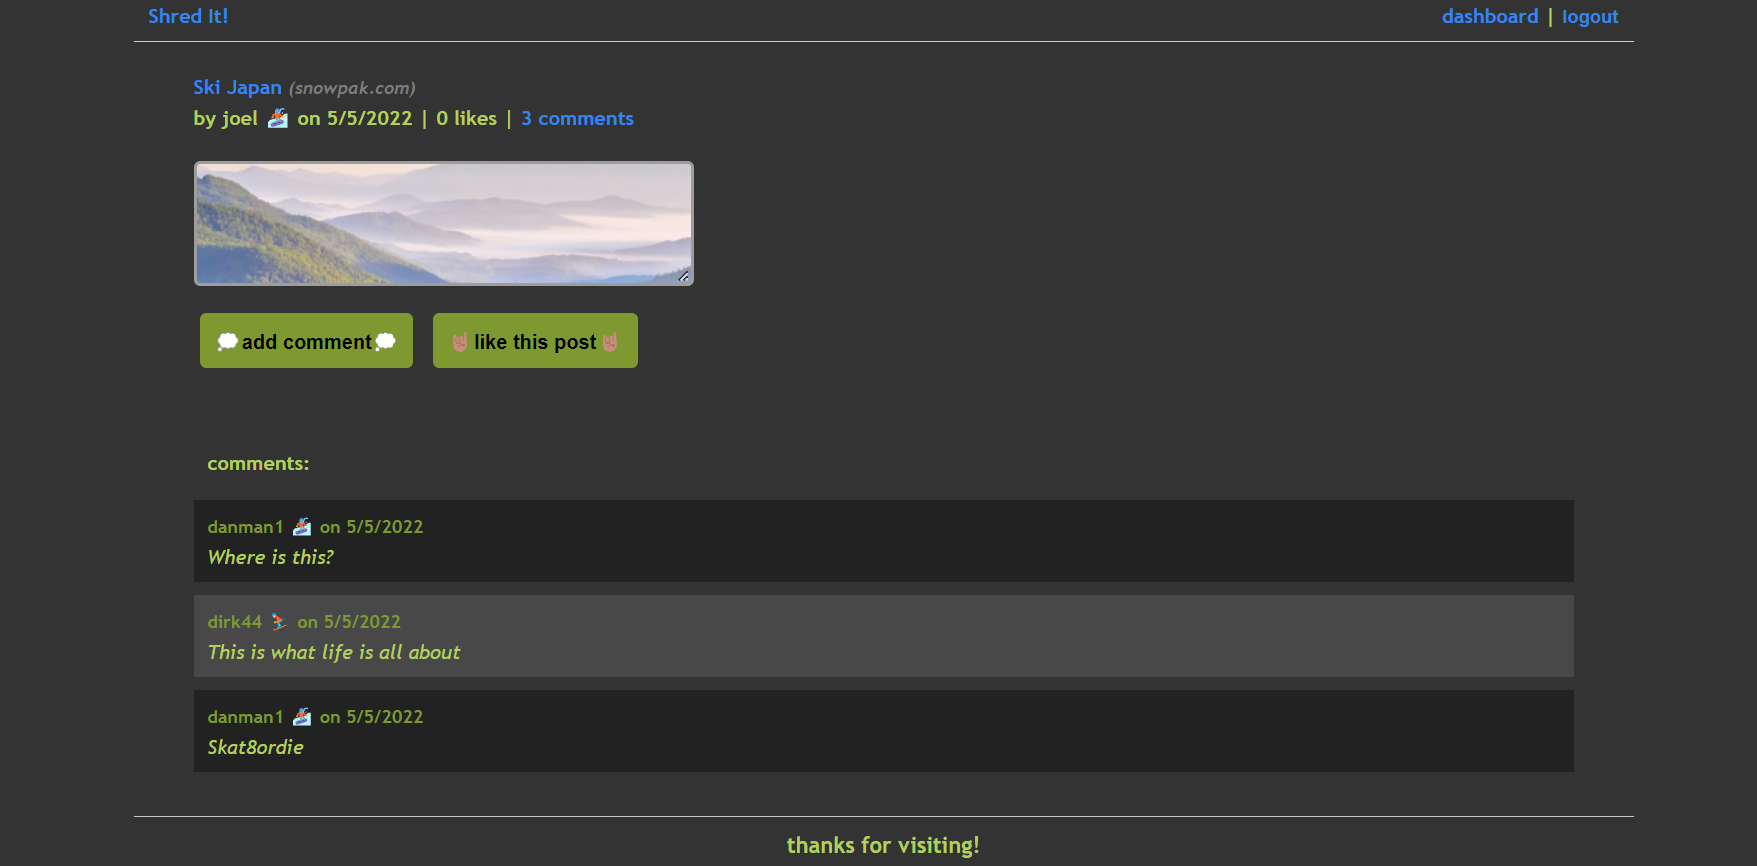 Shred It!
dashboard | logout
Ski Japan (snowpak.com)
by joel 🏂 on 5/5/2022 | 0 likes | 3 comments
💭add comment💭
🤘🏽like this post🤘🏽
comments:
danman1 🏂 on 5/5/2022
Where is this?
dirk44 ⛷ on 5/5/2022
This is what life is all about
danman1 🏂 on 5/5/2022
Skat8ordie
thanks for visiting!